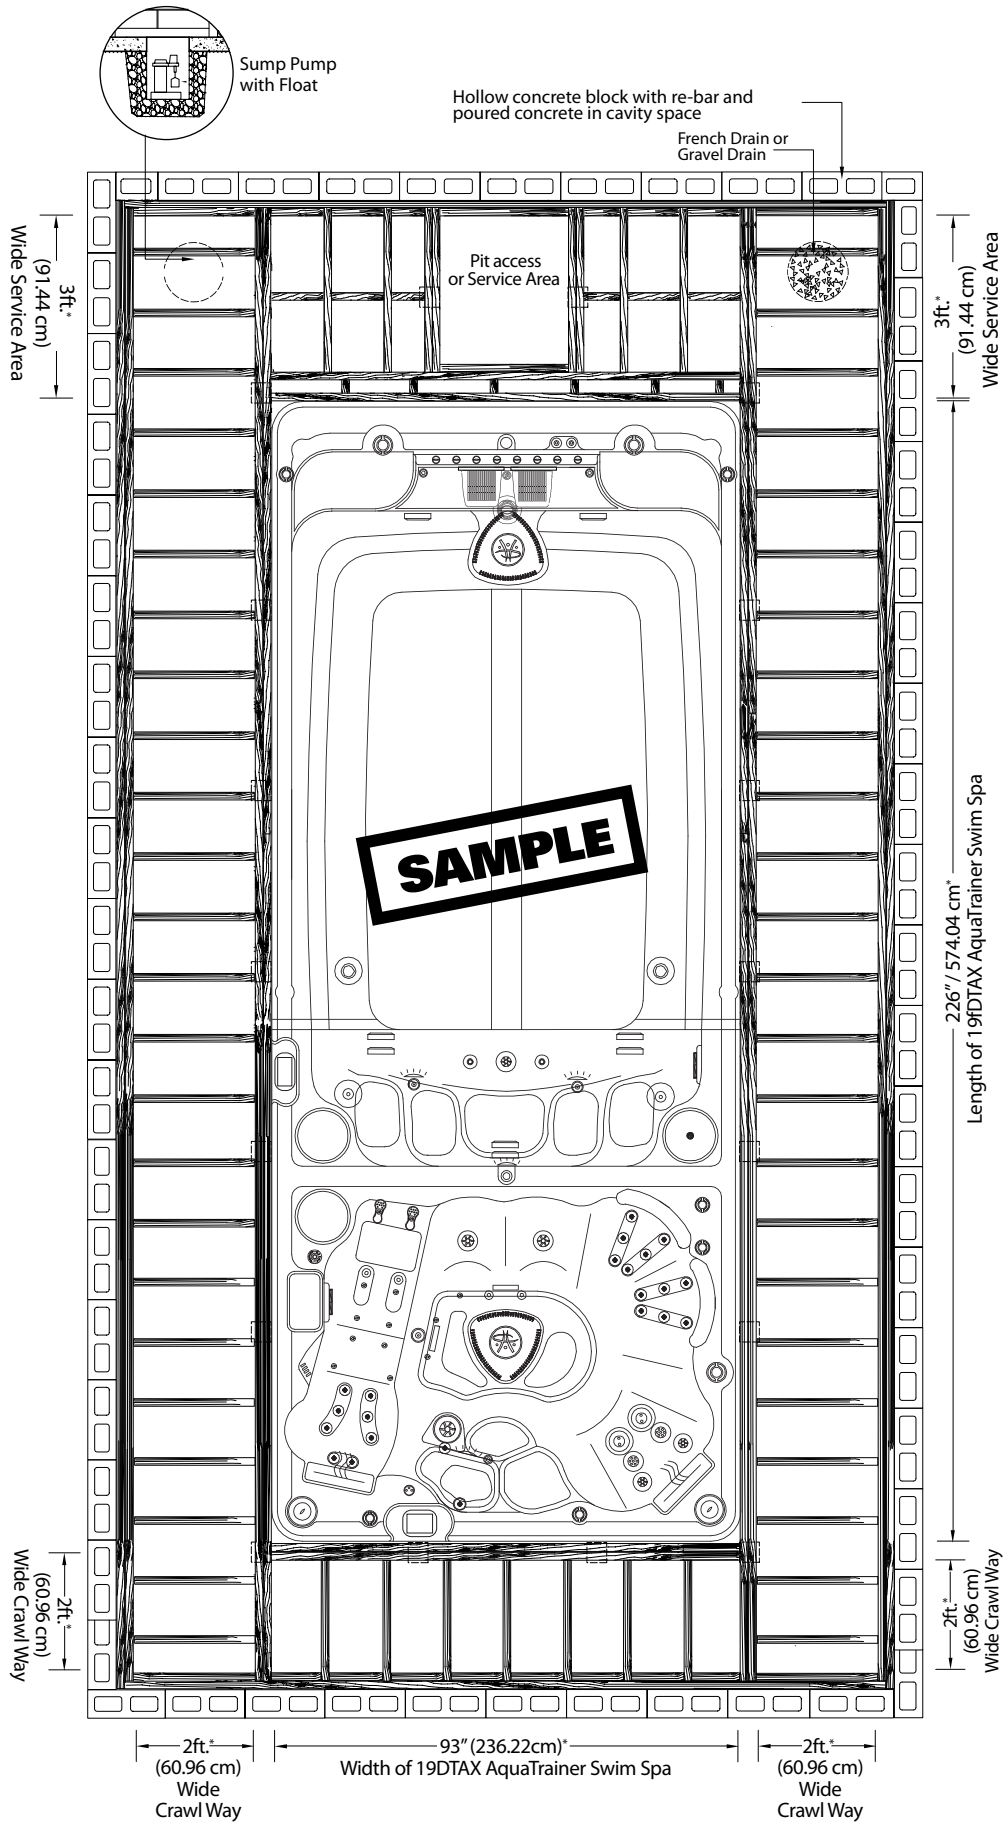 Sump Pump
with Float
Hollow concrete block with re-bar and
poured concrete in cavity space
French Drain or
Gravel Drain
Pit access
or Service Area
3ft.*
(91.44 cm)
Wide Service Area
3ft.*
(91.44 cm)
Wide Service Area
SAMPLE
226” / 574.04 cm*
Length of 19fDTAX AquaTrainer Swim Spa
2ft.*
(60.96 cm)
Wide Crawl Way
2ft.*
(60.96 cm)
Wide Crawl Way
2ft.*
(60.96 cm)
Wide
Crawl Way
93” (236.22cm)*
Width of 19DTAX AquaTrainer Swim Spa
2ft.*
(60.96 cm)
Wide
Crawl Way